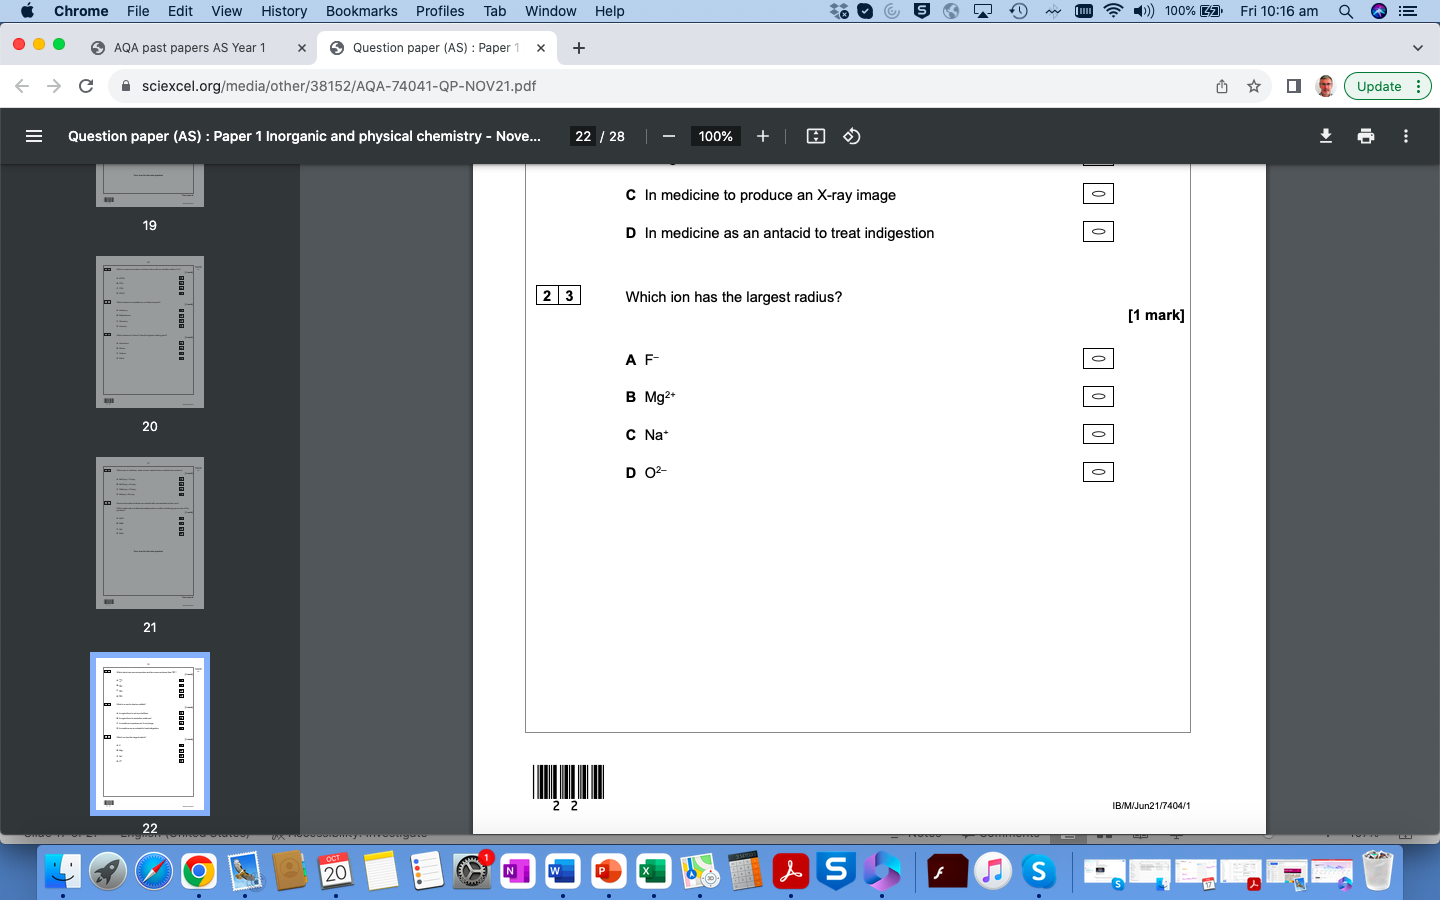 Chrome File Edit View History Bookmarks Profiles Tab Window Help 100% Fri 10:16 am
AQA past papers AS Year 1
Question paper (AS) : Paper 1
sciexcel.org/media/other/38152/AQA-74041-QP-NOV21.pdf
Update
Question paper (AS) : Paper 1 Inorganic and physical chemistry - Nove... 22 / 28 100%
C In medicine to produce an X-ray image
19
D In medicine as an antacid to treat indigestion
2 3 Which ion has the largest radius?
[1 mark]
A F⁻
B Mg²⁺
20
C Na⁺
D O²⁻
21
2 2
IB/M/Jun21/7404/1
22
OCT
20
1